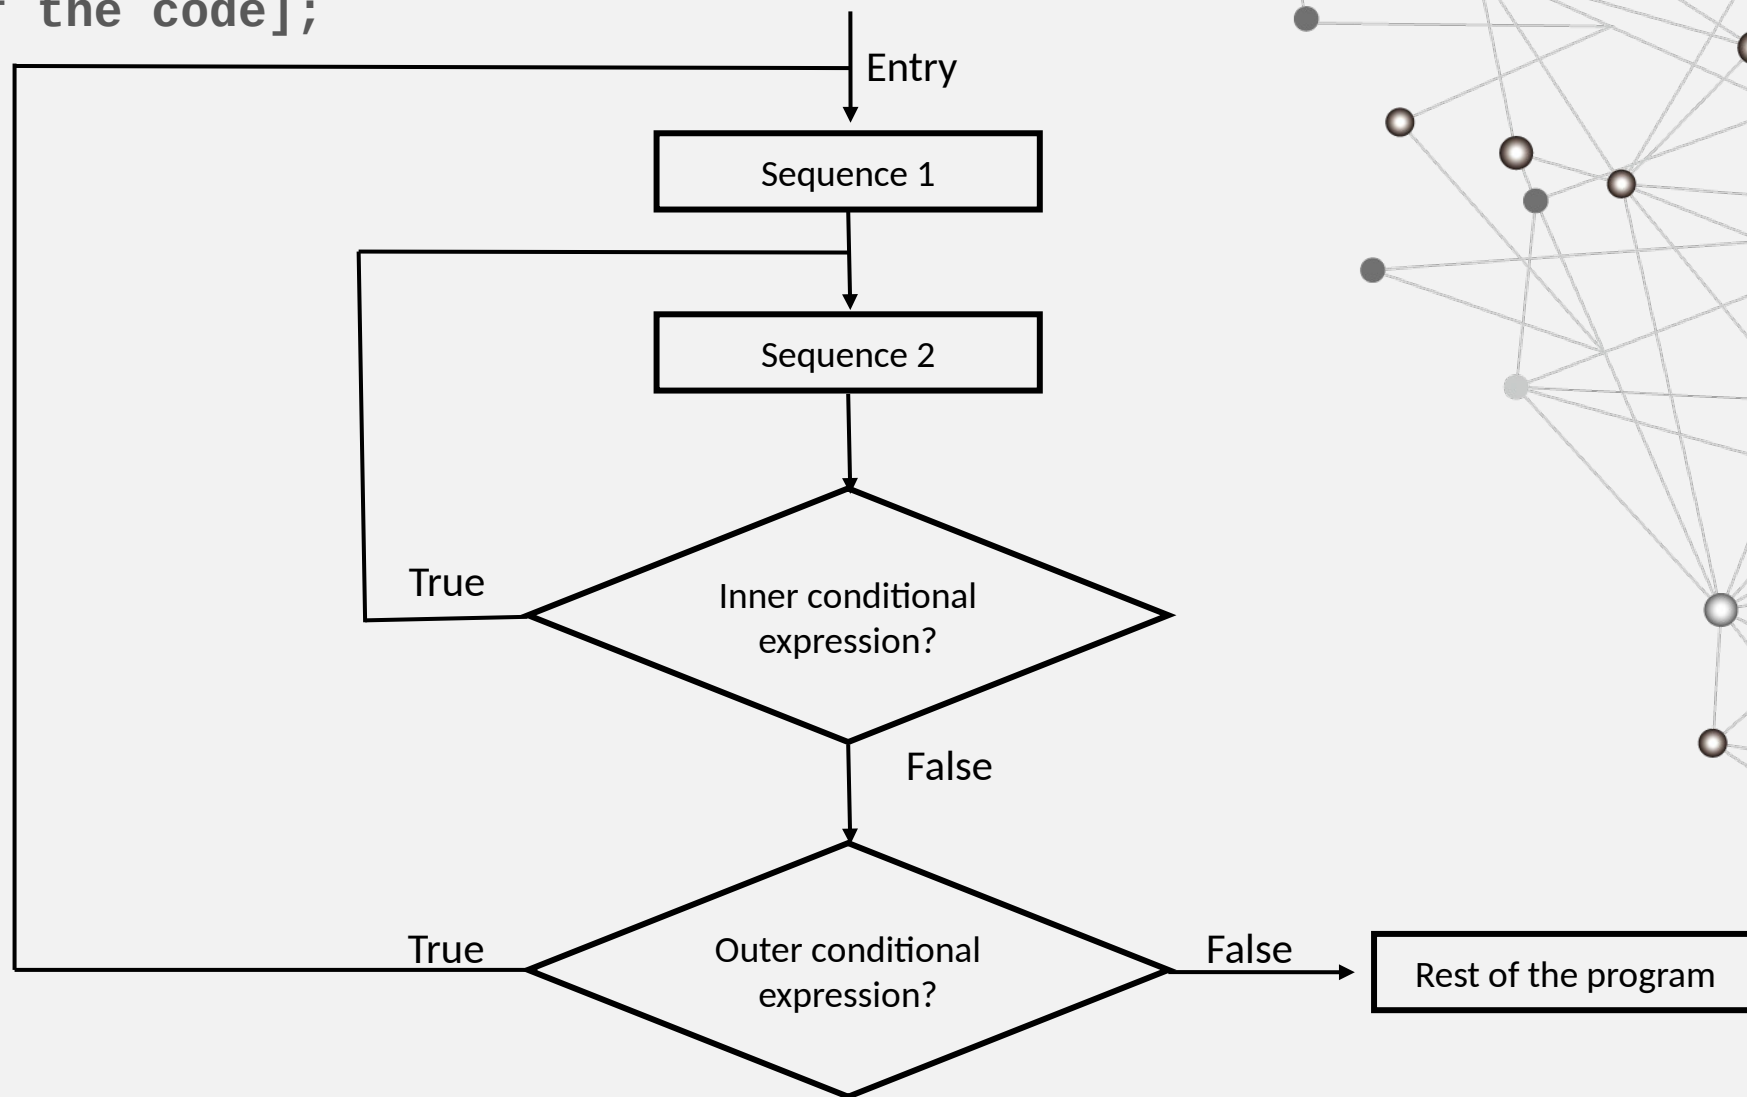 the code];
Entry
Sequence 1
Sequence 2
True
Inner conditional
expression?
False
True
Outer conditional
expression?
False
Rest of the program